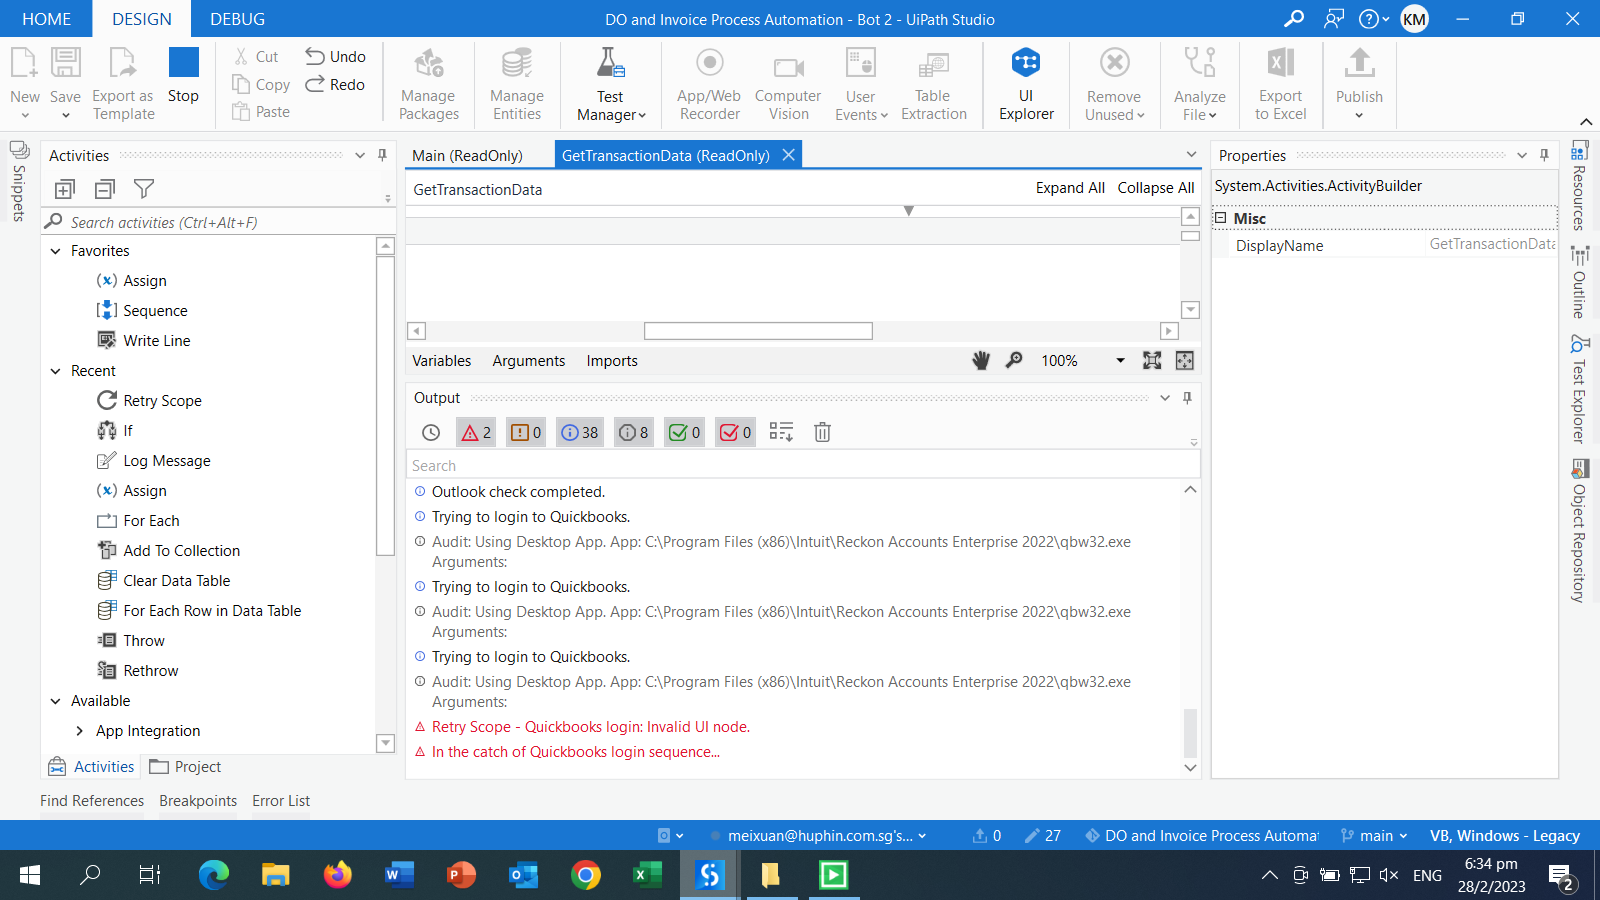 HOME
DESIGN
DEBUG
DO and Invoice Process Automation - Bot 2 - UiPath Studio
KM
New
Save
Export as Template
Stop
Cut
Copy
Paste
Undo
Redo
Manage Packages
Manage Entities
Test Manager
App/Web Recorder
Computer Vision
User Events
Table Extraction
UI Explorer
Remove Unused
Analyze File
Export to Excel
Publish
Snippets
Activities
Search activities (Ctrl+Alt+F)
Favorites
Assign
Sequence
Write Line
Recent
Retry Scope
If
Log Message
Assign
For Each
Add To Collection
Clear Data Table
For Each Row in Data Table
Throw
Rethrow
Available
App Integration
Activities
Project
Main (ReadOnly)
GetTransactionData (ReadOnly)
GetTransactionData
Expand All
Collapse All
Variables
Arguments
Imports
100%
Output
2
0
38
8
0
0
Search
Outlook check completed.
Trying to login to Quickbooks.
Audit: Using Desktop App. App: C:\Program Files (x86)\Intuit\Reckon Accounts Enterprise 2022\qbw32.exe
Arguments:
Trying to login to Quickbooks.
Audit: Using Desktop App. App: C:\Program Files (x86)\Intuit\Reckon Accounts Enterprise 2022\qbw32.exe
Arguments:
Trying to login to Quickbooks.
Audit: Using Desktop App. App: C:\Program Files (x86)\Intuit\Reckon Accounts Enterprise 2022\qbw32.exe
Arguments:
Retry Scope - Quickbooks login: Invalid UI node.
In the catch of Quickbooks login sequence...
Properties
System.Activities.ActivityBuilder
Misc
DisplayName
GetTransactionData
Resources
Outline
Test Explorer
Object Repository
Find References
Breakpoints
Error List
meixuan@huphin.com.sg's...
0
27
DO and Invoice Process Automat
main
VB, Windows - Legacy
ENG
6:34 pm
28/2/2023
2